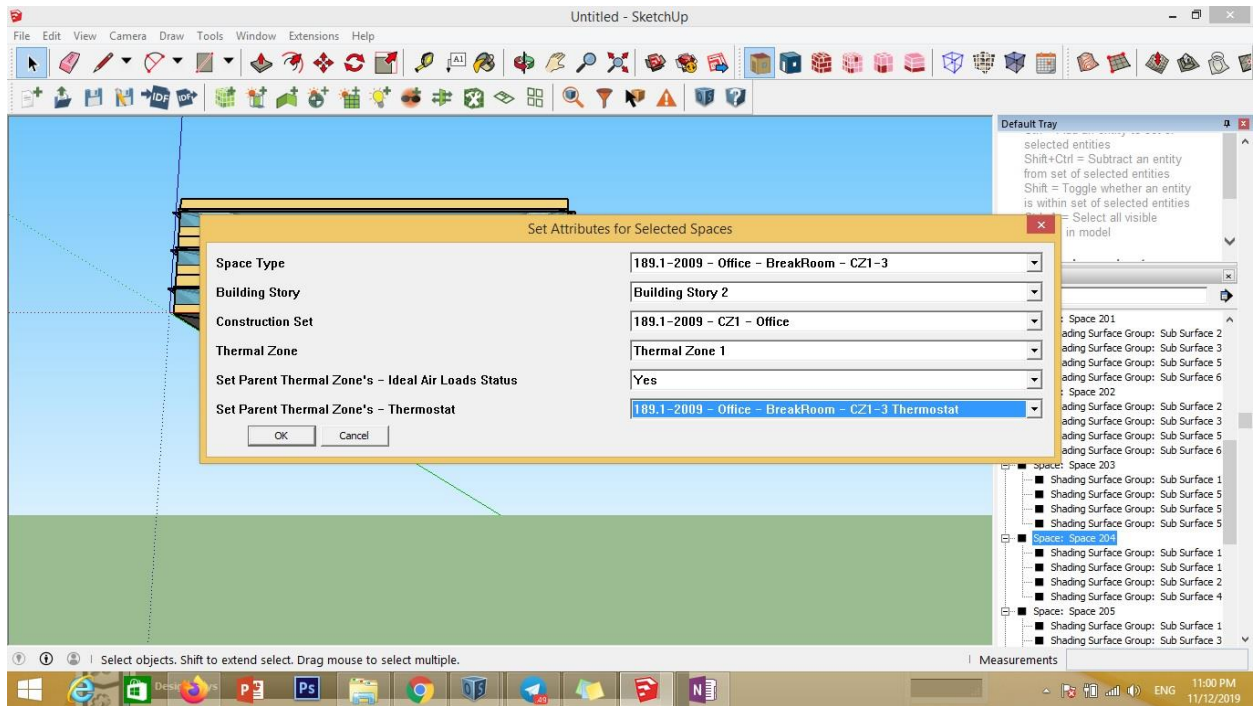 Untitled - SketchUp
File Edit View Camera Draw Tools Window Extensions Help
A1
IDF
IDF
Default Tray
selected entities
Shift+Ctrl = Subtract an entity
from set of selected entities
Shift = Toggle whether an entity
is within set of selected entities
= Select all visible
in model
Set Attributes for Selected Spaces
Space Type 189.1-2009 - Office - BreakRoom - CZ1-3
Building Story Building Story 2
Construction Set 189.1-2009 - CZ1 - Office
Thermal Zone Thermal Zone 1
Set Parent Thermal Zone's - Ideal Air Loads Status Yes
Set Parent Thermal Zone's - Thermostat 189.1-2009 - Office - BreakRoom - CZ1-3 Thermostat
OK Cancel
: Space 201
ading Surface Group: Sub Surface 2
ading Surface Group: Sub Surface 3
ading Surface Group: Sub Surface 5
ading Surface Group: Sub Surface 6
: Space 202
ading Surface Group: Sub Surface 2
ading Surface Group: Sub Surface 3
ading Surface Group: Sub Surface 5
ading Surface Group: Sub Surface 6
Space: Space 203
Shading Surface Group: Sub Surface 1
Shading Surface Group: Sub Surface 5
Shading Surface Group: Sub Surface 5
Shading Surface Group: Sub Surface 5
Space: Space 204
Shading Surface Group: Sub Surface 1
Shading Surface Group: Sub Surface 1
Shading Surface Group: Sub Surface 2
Shading Surface Group: Sub Surface 4
Space: Space 205
Shading Surface Group: Sub Surface 1
Shading Surface Group: Sub Surface 3
Select objects. Shift to extend select. Drag mouse to select multiple.
Measurements
Ps
ENG
11:00 PM
11/12/2019